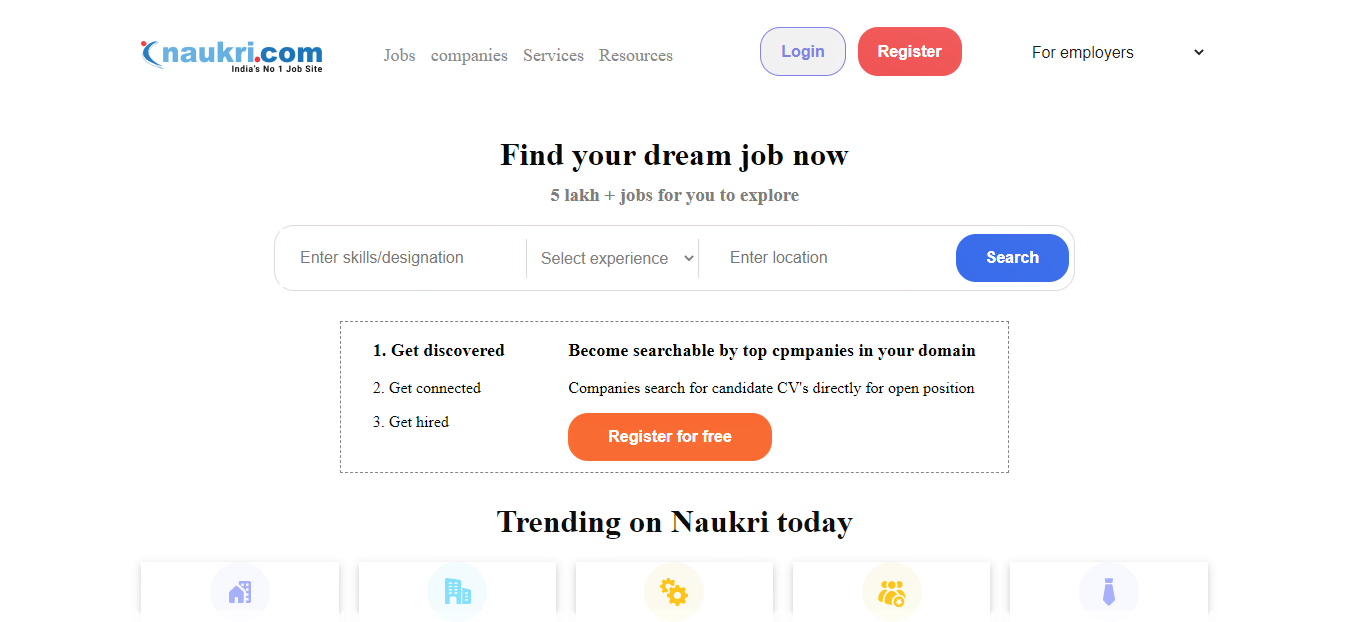 naukri.com
India's No 1 Job Site
Jobs companies Services Resources
Login
Register
For employers
Find your dream job now
5 lakh + jobs for you to explore
Enter skills/designation
Select experience
Enter location
Search
1. Get discovered
2. Get connected
3. Get hired
Become searchable by top cpmpanies in your domain
Companies search for candidate CV's directly for open position
Register for free
Trending on Naukri today